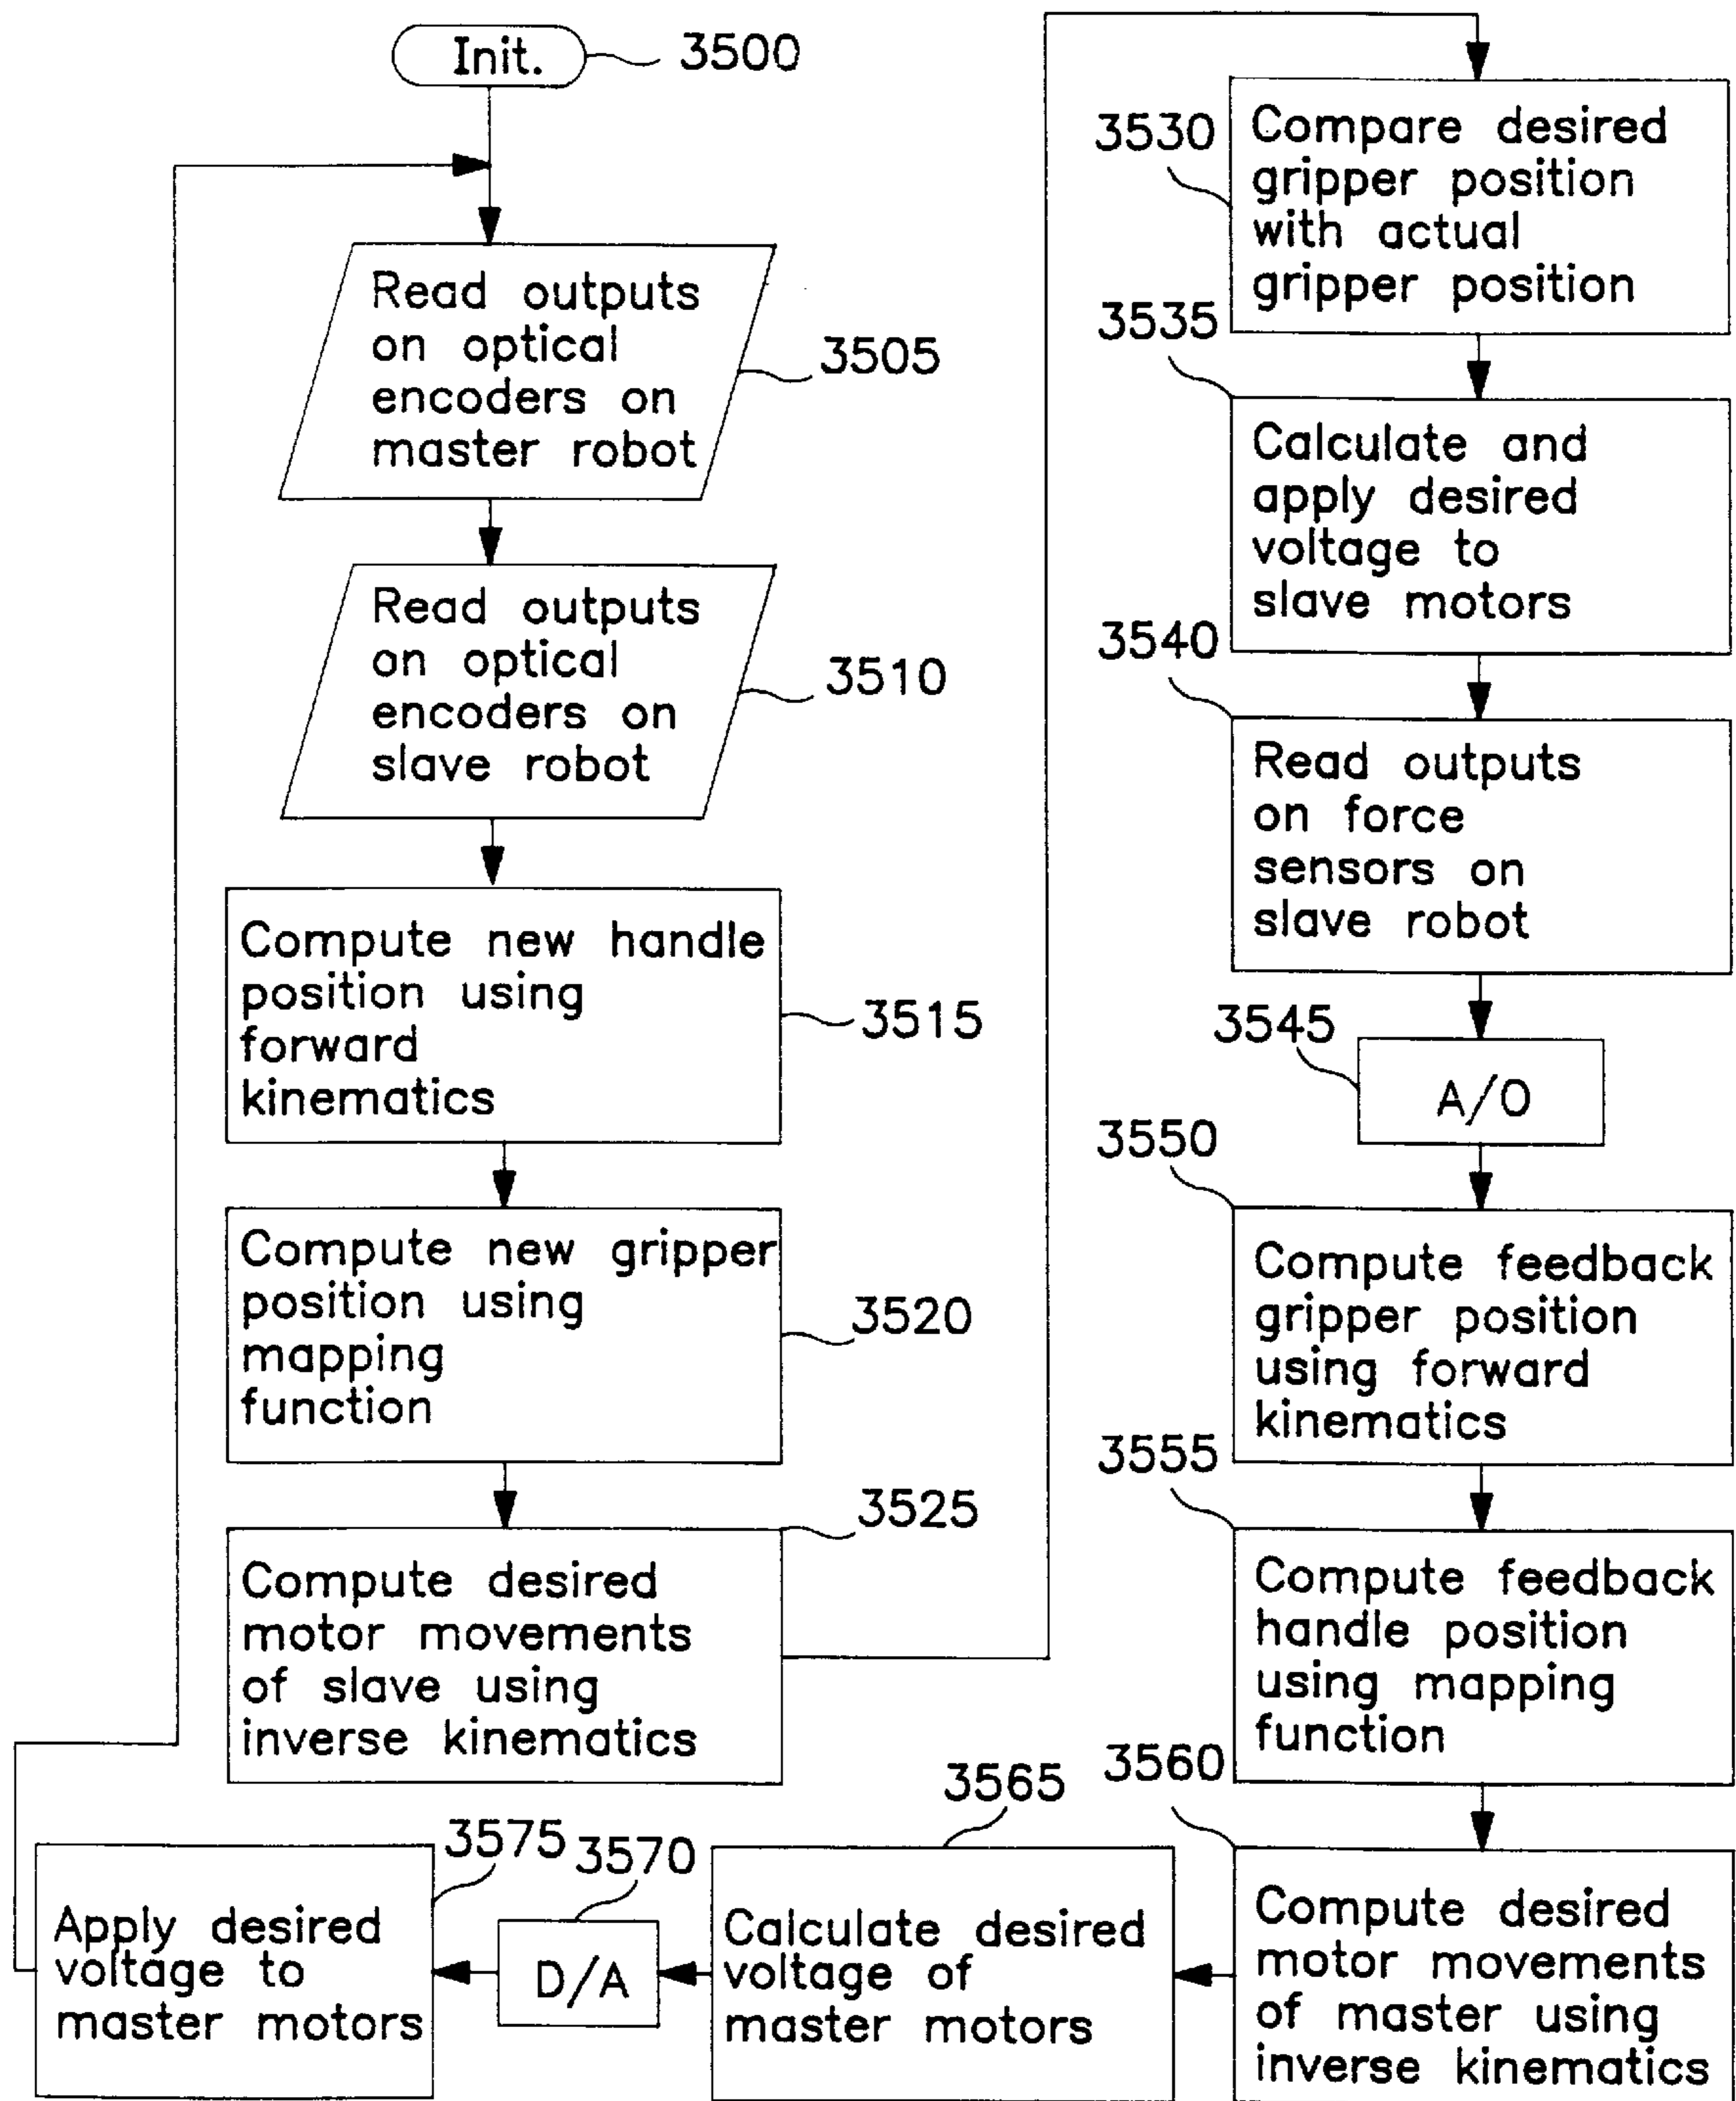 Init.
3500
Read outputs
on optical
encoders on
master robot
3505
Read outputs
on optical
encoders on
slave robot
3510
Compute new handle
position using
forward
kinematics
3515
Compute new gripper
position using
mapping
function
3520
Compute desired
motor movements
of slave using
inverse kinematics
3525
3530
Compare desired
gripper position
with actual
gripper position
3535
Calculate and
apply desired
voltage to
slave motors
3540
Read outputs
on force
sensors on
slave robot
3545
A/O
3550
Compute feedback
gripper position
using forward
kinematics
3555
Compute feedback
handle position
using mapping
function
3560
Compute desired
motor movements
of master using
inverse kinematics
3565
Calculate desired
voltage of
master motors
3570
D/A
3575
Apply desired
voltage to
master motors